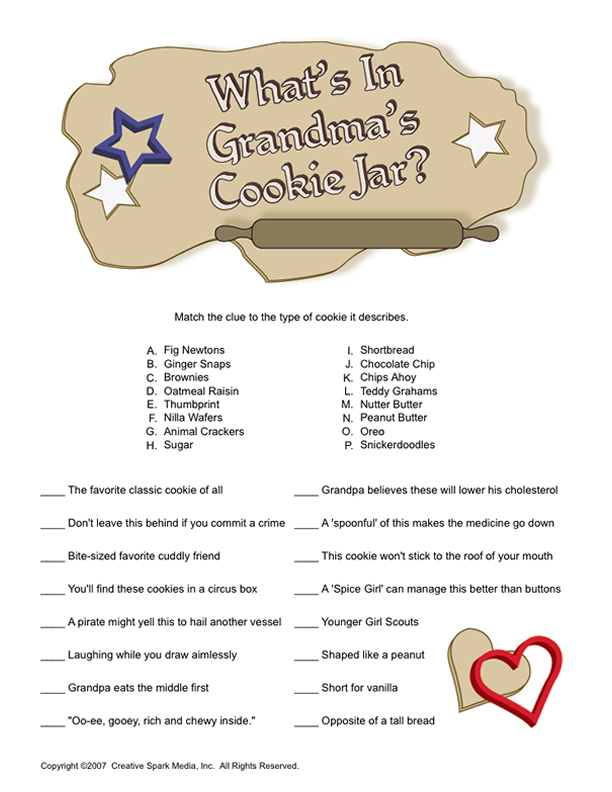 What's In
Grandma's
Cookie Jar?
Match the clue to the type of cookie it describes.
A. Fig Newtons
B. Ginger Snaps
C. Brownies
D. Oatmeal Raisin
E. Thumbprint
F. Nilla Wafers
G. Animal Crackers
H. Sugar
I. Shortbread
J. Chocolate Chip
K. Chips Ahoy
L. Teddy Grahams
M. Nutter Butter
N. Peanut Butter
O. Oreo
P. Snickerdoodles
____ The favorite classic cookie of all
____ Don't leave this behind if you commit a crime
____ Bite-sized favorite cuddly friend
____ You'll find these cookies in a circus box
____ A pirate might yell this to hail another vessel
____ Laughing while you draw aimlessly
____ Grandpa eats the middle first
____ "Oo-ee, gooey, rich and chewy inside."
____ Grandpa believes these will lower his cholesterol
____ A 'spoonful' of this makes the medicine go down
____ This cookie won't stick to the roof of your mouth
____ A 'Spice Girl' can manage this better than buttons
____ Younger Girl Scouts
____ Shaped like a peanut
____ Short for vanilla
____ Opposite of a tall bread
Copyright ©2007 Creative Spark Media, Inc. All Rights Reserved.